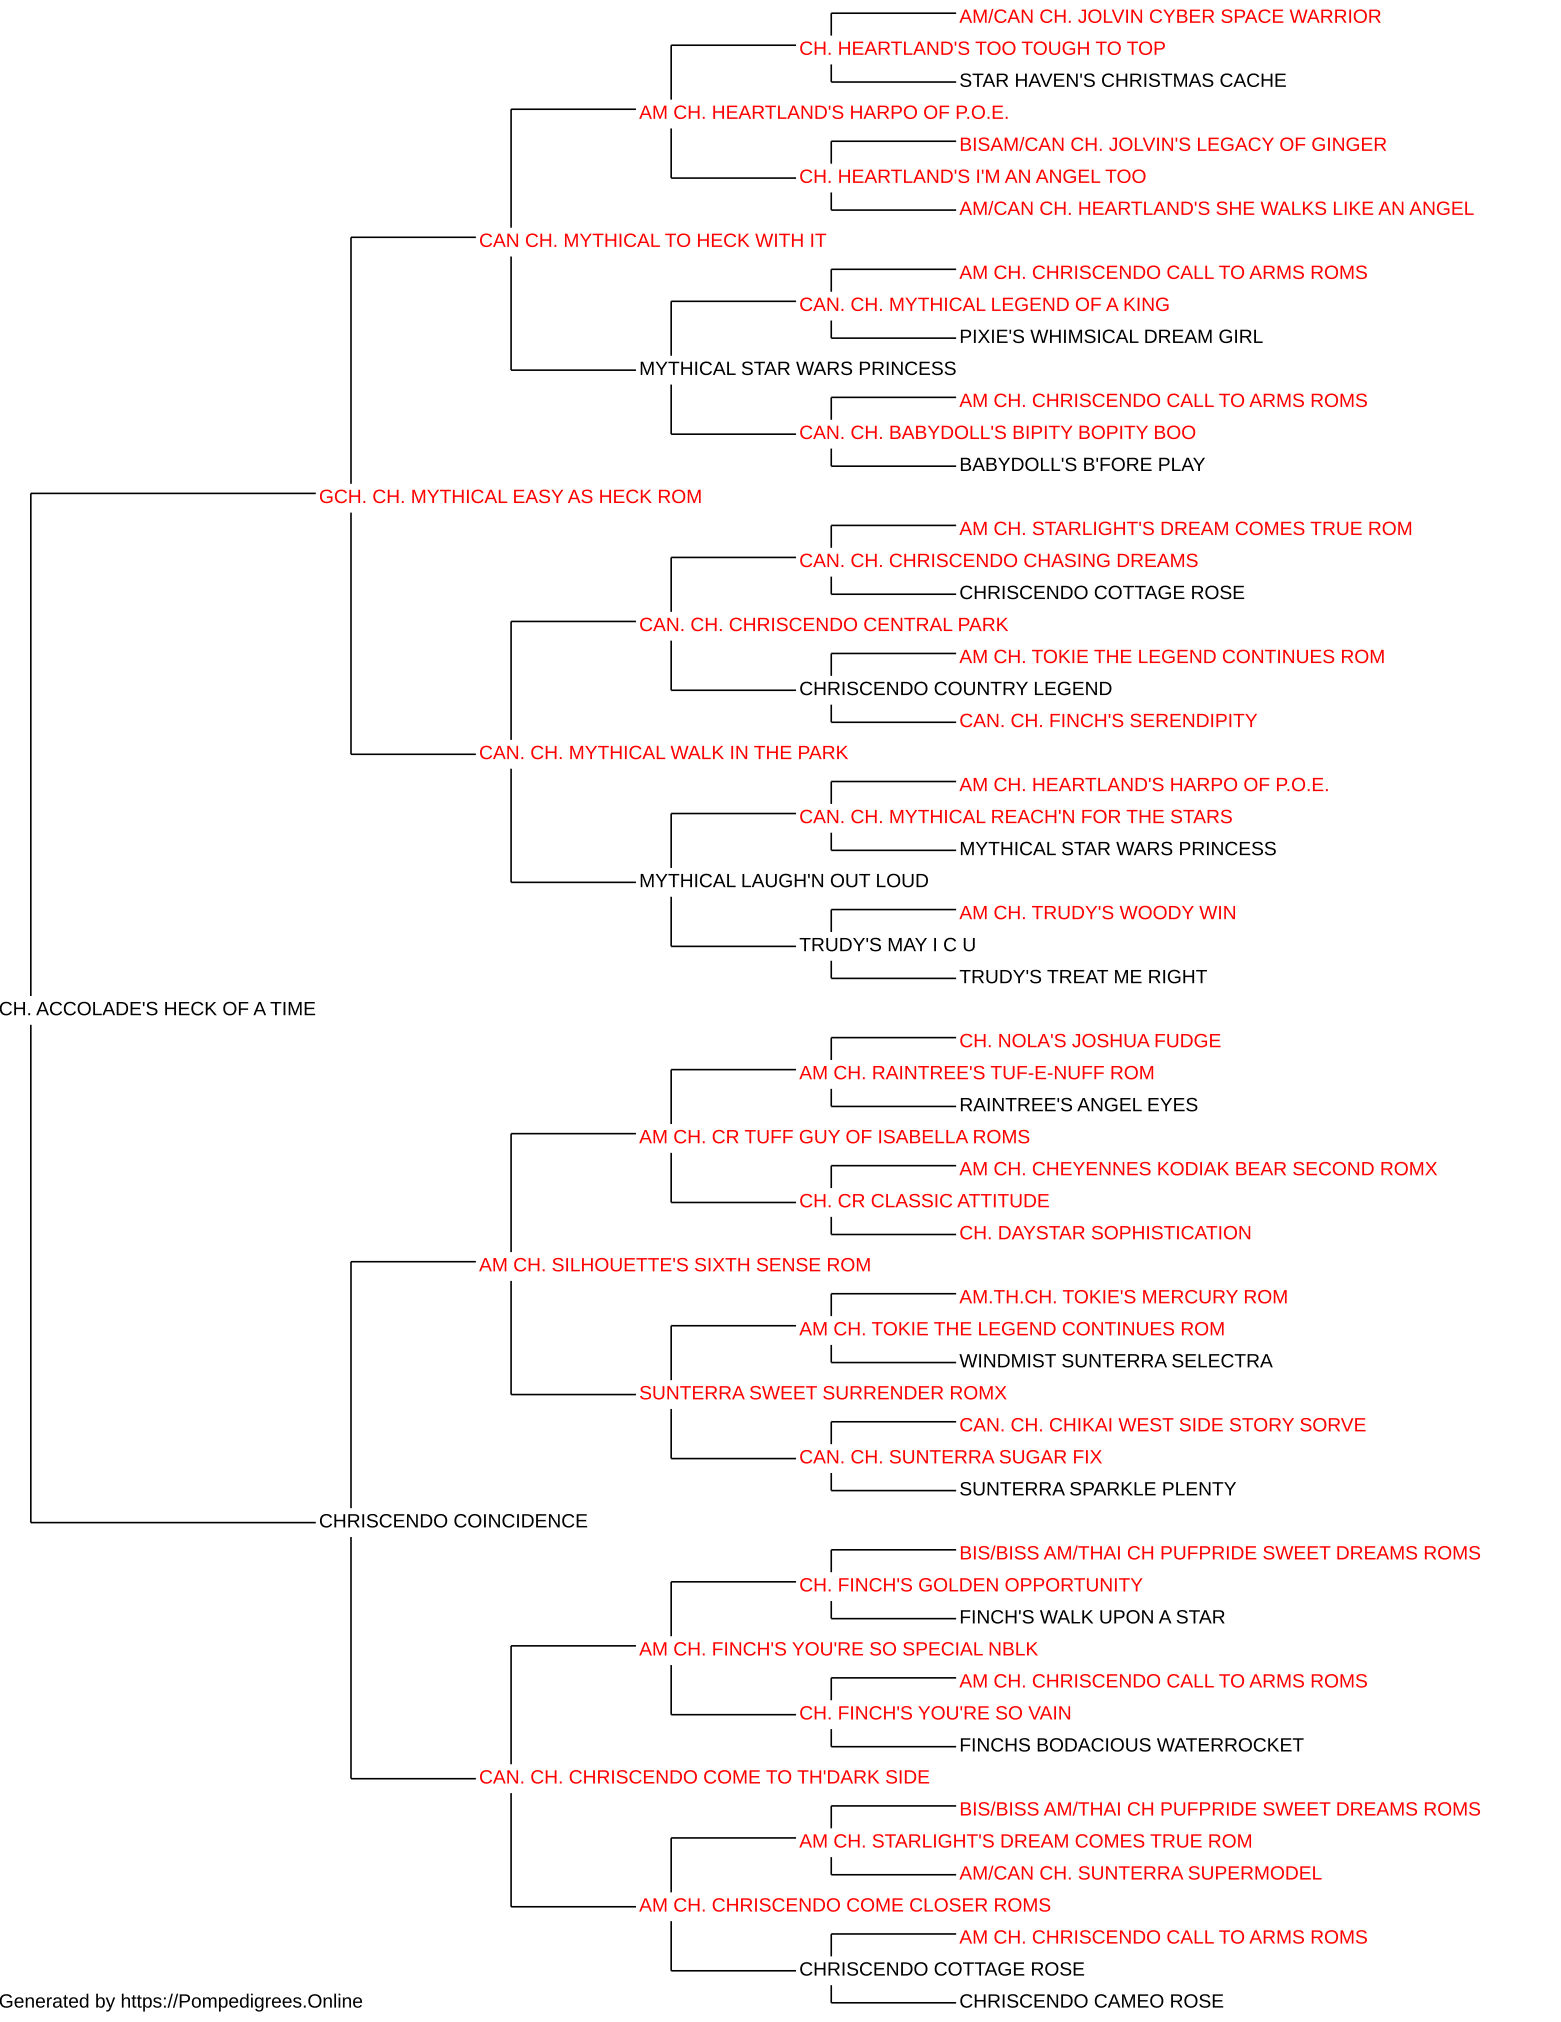 AM/CAN CH. JOLVIN CYBER SPACE WARRIOR
CH. HEARTLAND'S TOO TOUGH TO TOP
STAR HAVEN'S CHRISTMAS CACHE
AM CH. HEARTLAND'S HARPO OF P.O.E.
BISAM/CAN CH. JOLVIN'S LEGACY OF GINGER
CH. HEARTLAND'S I'M AN ANGEL TOO
AM/CAN CH. HEARTLAND'S SHE WALKS LIKE AN ANGEL
CAN CH. MYTHICAL TO HECK WITH IT
AM CH. CHRISCENDO CALL TO ARMS ROMS
CAN. CH. MYTHICAL LEGEND OF A KING
PIXIE'S WHIMSICAL DREAM GIRL
MYTHICAL STAR WARS PRINCESS
AM CH. CHRISCENDO CALL TO ARMS ROMS
CAN. CH. BABYDOLL'S BIPITY BOPITY BOO
BABYDOLL'S B'FORE PLAY
GCH. CH. MYTHICAL EASY AS HECK ROM
AM CH. STARLIGHT'S DREAM COMES TRUE ROM
CAN. CH. CHRISCENDO CHASING DREAMS
CHRISCENDO COTTAGE ROSE
CAN. CH. CHRISCENDO CENTRAL PARK
AM CH. TOKIE THE LEGEND CONTINUES ROM
CHRISCENDO COUNTRY LEGEND
CAN. CH. FINCH'S SERENDIPITY
CAN. CH. MYTHICAL WALK IN THE PARK
AM CH. HEARTLAND'S HARPO OF P.O.E.
CAN. CH. MYTHICAL REACH'N FOR THE STARS
MYTHICAL STAR WARS PRINCESS
MYTHICAL LAUGH'N OUT LOUD
AM CH. TRUDY'S WOODY WIN
TRUDY'S MAY I C U
TRUDY'S TREAT ME RIGHT
CH. ACCOLADE'S HECK OF A TIME
CH. NOLA'S JOSHUA FUDGE
AM CH. RAINTREE'S TUF-E-NUFF ROM
RAINTREE'S ANGEL EYES
AM CH. CR TUFF GUY OF ISABELLA ROMS
AM CH. CHEYENNES KODIAK BEAR SECOND ROMX
CH. CR CLASSIC ATTITUDE
CH. DAYSTAR SOPHISTICATION
AM CH. SILHOUETTE'S SIXTH SENSE ROM
AM.TH.CH. TOKIE'S MERCURY ROM
AM CH. TOKIE THE LEGEND CONTINUES ROM
WINDMIST SUNTERRA SELECTRA
SUNTERRA SWEET SURRENDER ROMX
CAN. CH. CHIKAI WEST SIDE STORY SORVE
CAN. CH. SUNTERRA SUGAR FIX
SUNTERRA SPARKLE PLENTY
CHRISCENDO COINCIDENCE
BIS/BISS AM/THAI CH PUFPRIDE SWEET DREAMS ROMS
CH. FINCH'S GOLDEN OPPORTUNITY
FINCH'S WALK UPON A STAR
AM CH. FINCH'S YOU'RE SO SPECIAL NBLK
AM CH. CHRISCENDO CALL TO ARMS ROMS
CH. FINCH'S YOU'RE SO VAIN
FINCHS BODACIOUS WATERROCKET
CAN. CH. CHRISCENDO COME TO TH'DARK SIDE
BIS/BISS AM/THAI CH PUFPRIDE SWEET DREAMS ROMS
AM CH. STARLIGHT'S DREAM COMES TRUE ROM
AM/CAN CH. SUNTERRA SUPERMODEL
AM CH. CHRISCENDO COME CLOSER ROMS
AM CH. CHRISCENDO CALL TO ARMS ROMS
CHRISCENDO COTTAGE ROSE
CHRISCENDO CAMEO ROSE
Generated by https://Pompedigrees.Online